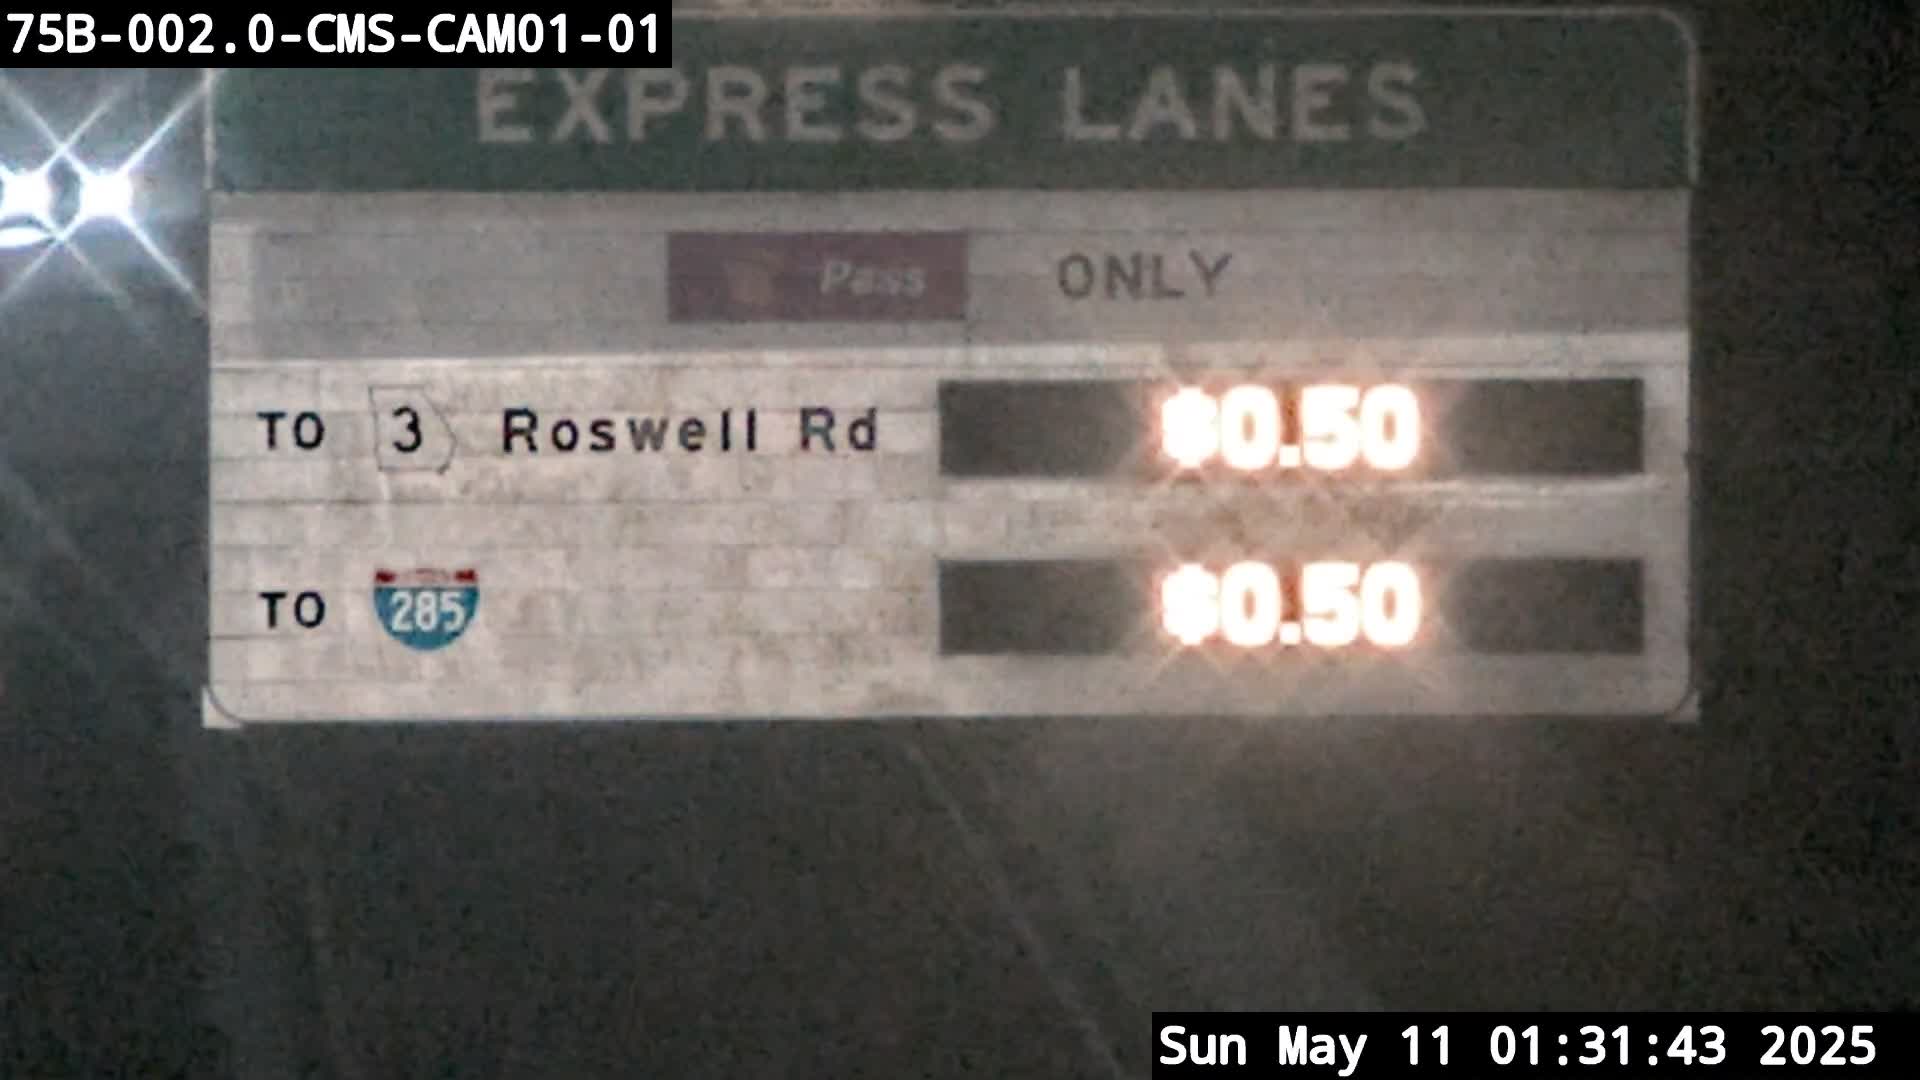 75B-002.0-CMS-CAM01-01
EXPRESS LANES
Pass ONLY
TO 3 Roswell Rd $0.50
TO 285 $0.50
Sun May 11 01:31:43 2025